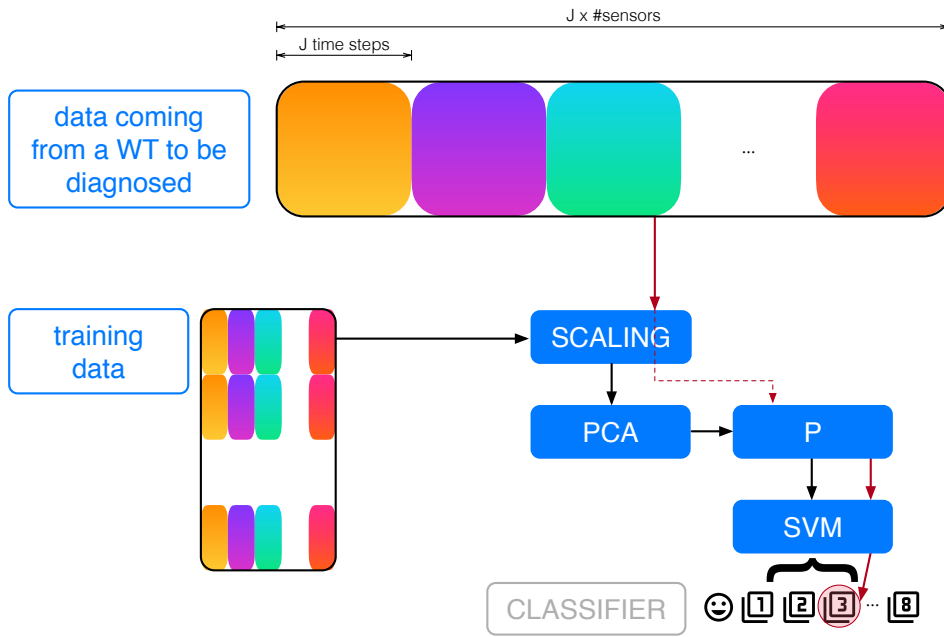 J x #sensors
J time steps
data coming
from a WT to be
diagnosed
...
training
data
SCALING
PCA
P
SVM
CLASSIFIER
1 2 3 ... 8